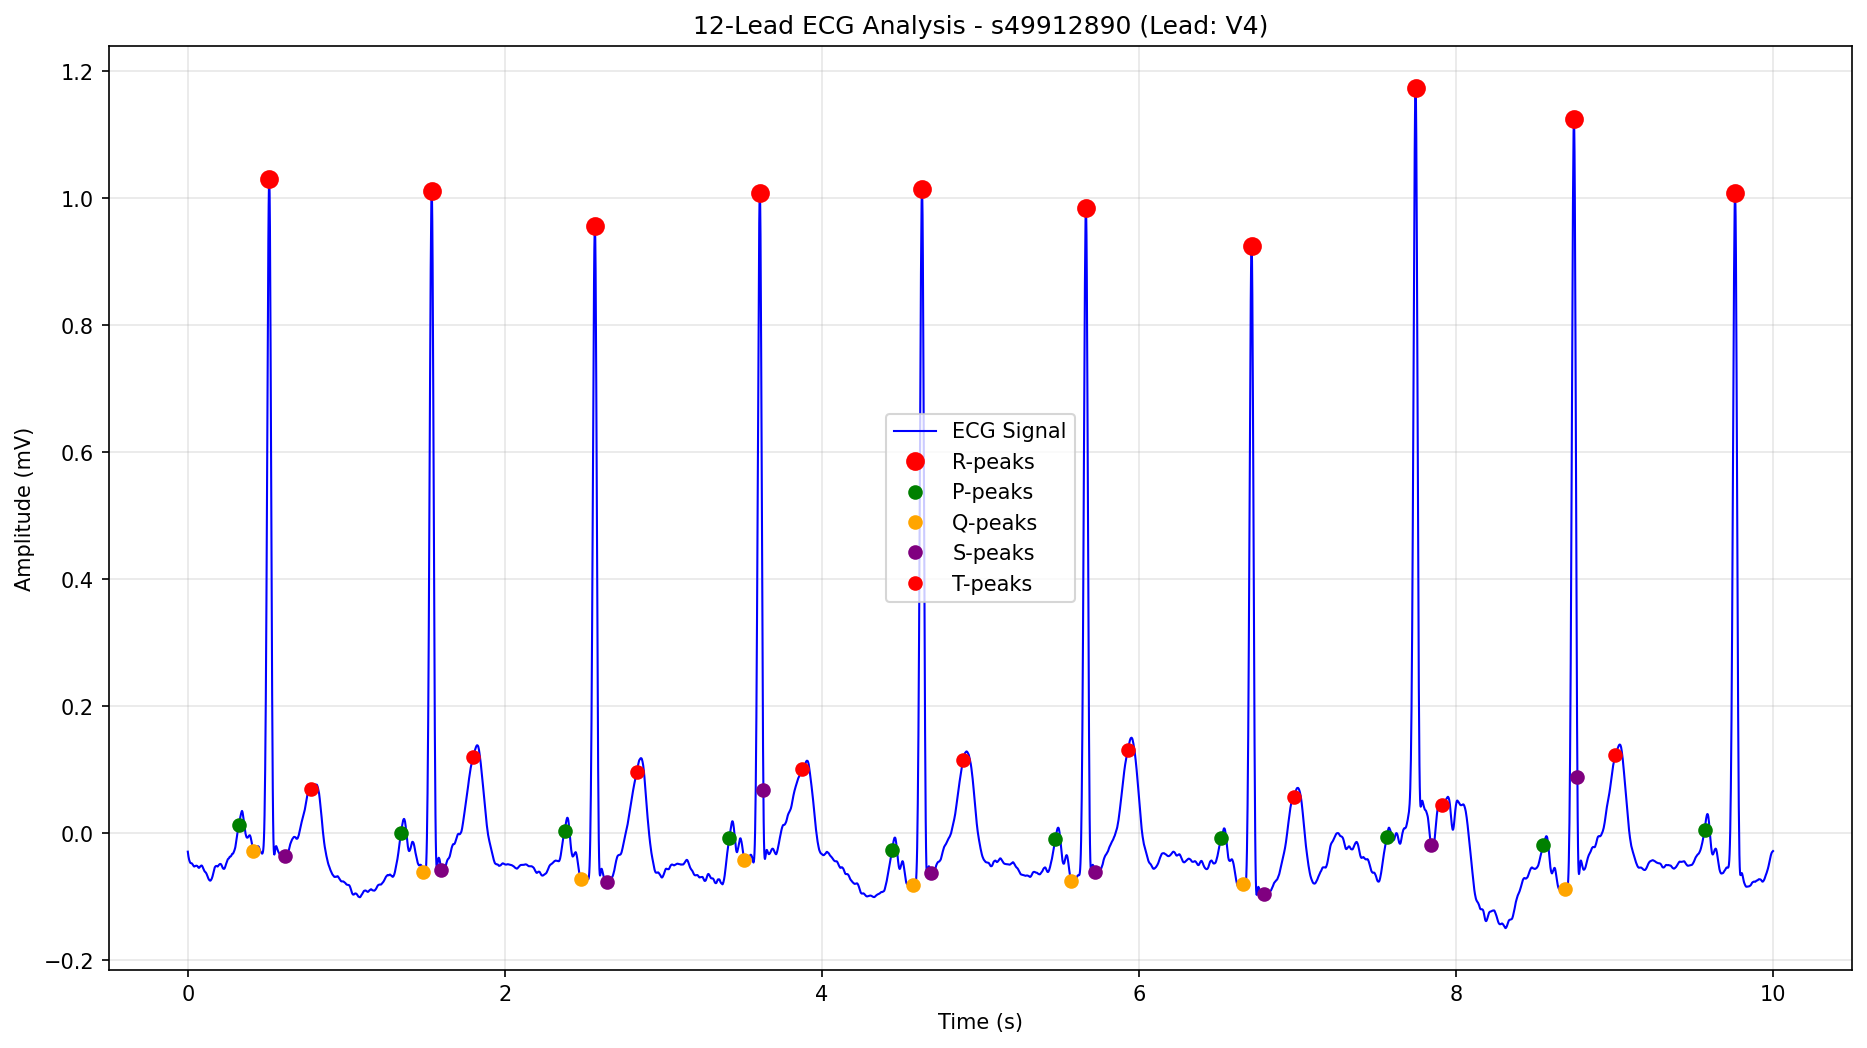 12-Lead ECG Analysis - s49912890 (Lead: V4)
1.2
1.0
0.8
0.6
0.4
0.2
0.0
−0.2
Amplitude (mV)
ECG Signal
R-peaks
P-peaks
Q-peaks
S-peaks
T-peaks
0 2 4 6 8 10
Time (s)